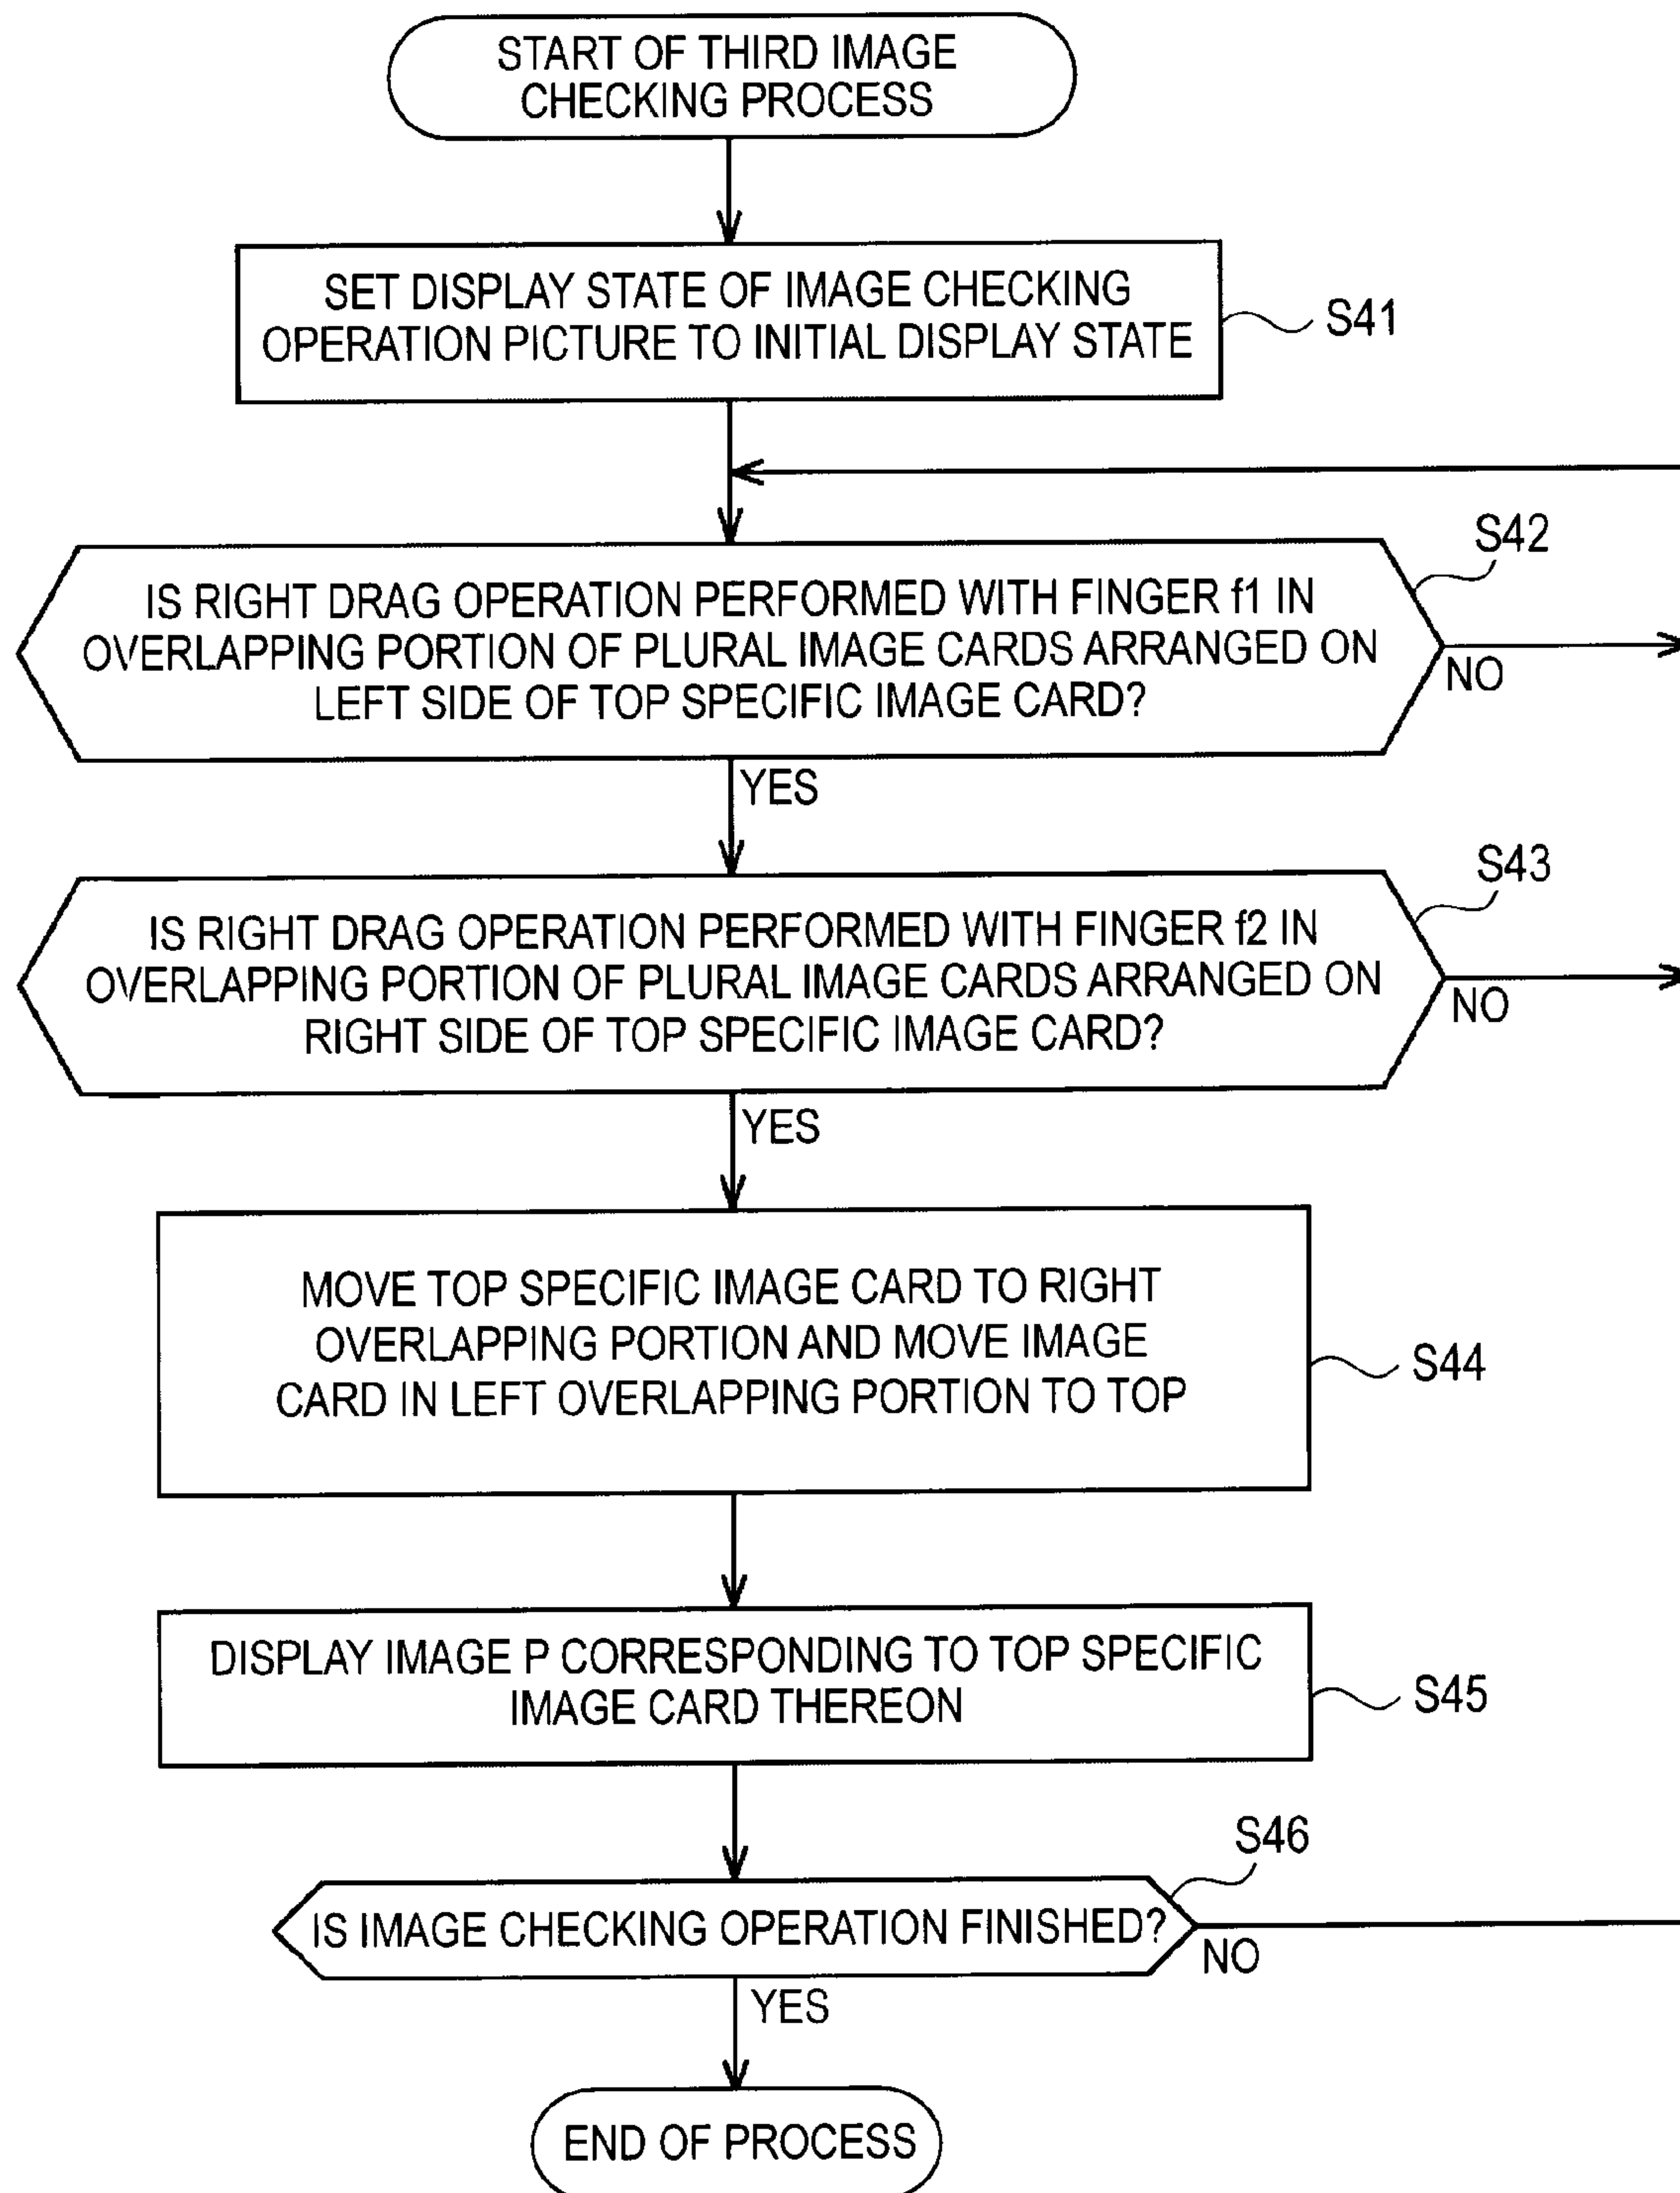 START OF THIRD IMAGE
CHECKING PROCESS
SET DISPLAY STATE OF IMAGE CHECKING
OPERATION PICTURE TO INITIAL DISPLAY STATE
S41
S42
IS RIGHT DRAG OPERATION PERFORMED WITH FINGER f1 IN
OVERLAPPING PORTION OF PLURAL IMAGE CARDS ARRANGED ON
LEFT SIDE OF TOP SPECIFIC IMAGE CARD?
NO
YES
S43
IS RIGHT DRAG OPERATION PERFORMED WITH FINGER f2 IN
OVERLAPPING PORTION OF PLURAL IMAGE CARDS ARRANGED ON
RIGHT SIDE OF TOP SPECIFIC IMAGE CARD?
NO
YES
MOVE TOP SPECIFIC IMAGE CARD TO RIGHT
OVERLAPPING PORTION AND MOVE IMAGE
CARD IN LEFT OVERLAPPING PORTION TO TOP
S44
DISPLAY IMAGE P CORRESPONDING TO TOP SPECIFIC
IMAGE CARD THEREON
S45
S46
IS IMAGE CHECKING OPERATION FINISHED?
NO
YES
END OF PROCESS